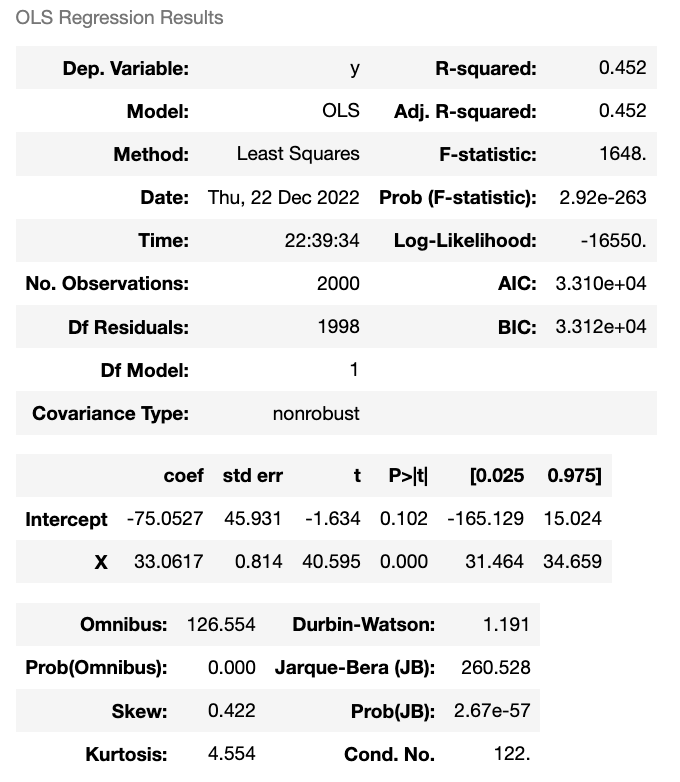 OLS Regression Results
Dep. Variable: y R-squared: 0.452
Model: OLS Adj. R-squared: 0.452
Method: Least Squares F-statistic: 1648.
Date: Thu, 22 Dec 2022 Prob (F-statistic): 2.92e-263
Time: 22:39:34 Log-Likelihood: -16550.
No. Observations: 2000 AIC: 3.310e+04
Df Residuals: 1998 BIC: 3.312e+04
Df Model: 1
Covariance Type: nonrobust
coef std err t P>|t| [0.025 0.975]
Intercept -75.0527 45.931 -1.634 0.102 -165.129 15.024
X 33.0617 0.814 40.595 0.000 31.464 34.659
Omnibus: 126.554 Durbin-Watson: 1.191
Prob(Omnibus): 0.000 Jarque-Bera (JB): 260.528
Skew: 0.422 Prob(JB): 2.67e-57
Kurtosis: 4.554 Cond. No. 122.